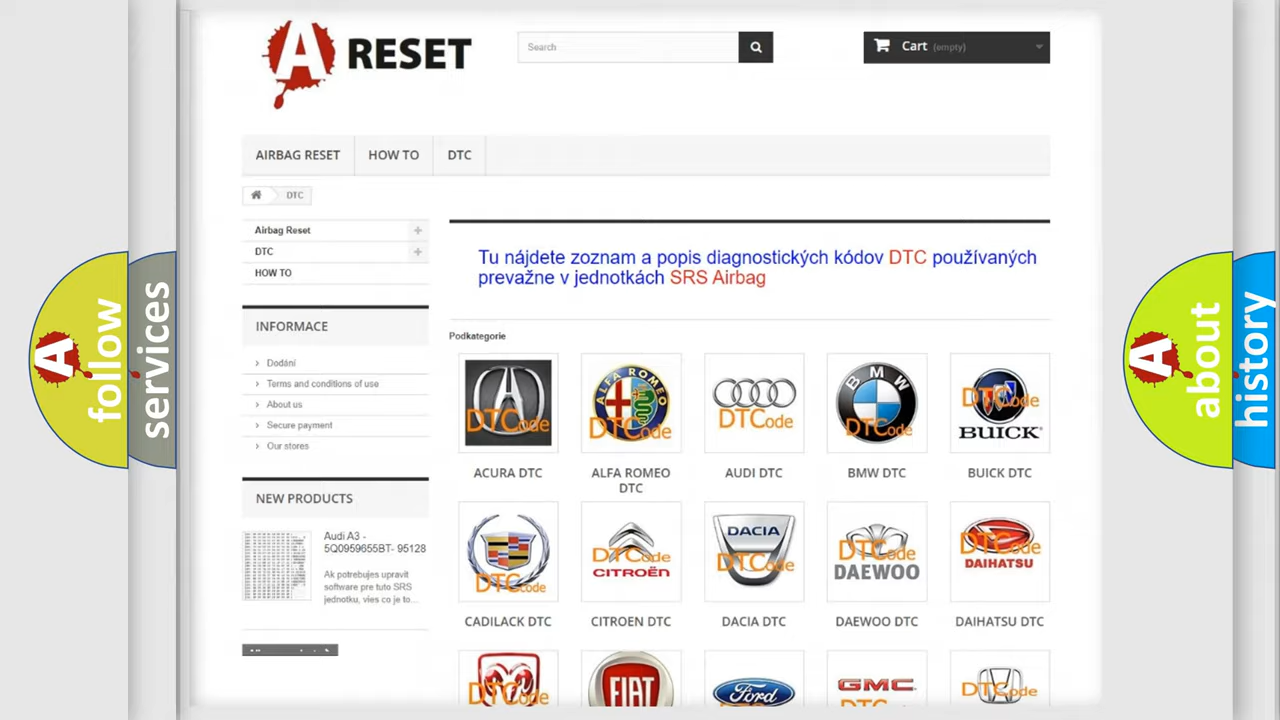 A RESET
Search
Cart (empty)
AIRBAG RESET
HOW TO
DTC
DTC
Airbag Reset
DTC
HOW TO
INFORMACE
Dodání
Terms and conditions of use
About us
Secure payment
Our stores
NEW PRODUCTS
Audi A3 -
5Q0959655BT- 95128
Ak potrebujes upravit
software pre tuto SRS
jednotku, vies co je to...
Tu nájdete zoznam a popis diagnostických kódov DTC používaných
prevažne v jednotkách SRS Airbag
Podkategorie
DTCode
ALFA ROMEO
DTCode
DTCode
BMW
DTCode
DTCode
BUICK
ACURA DTC
ALFA ROMEO
DTC
AUDI DTC
BMW DTC
BUICK DTC
DTCode
DTCode
CITROËN
DACIA
DTCode
DTCode
DAEWOO
DTCode
DAIHATSU
CADILACK DTC
CITROEN DTC
DACIA DTC
DAEWOO DTC
DAIHATSU DTC
DTCode
FIAT
Ford
GMC
DTCode
A follow
services
A about
history